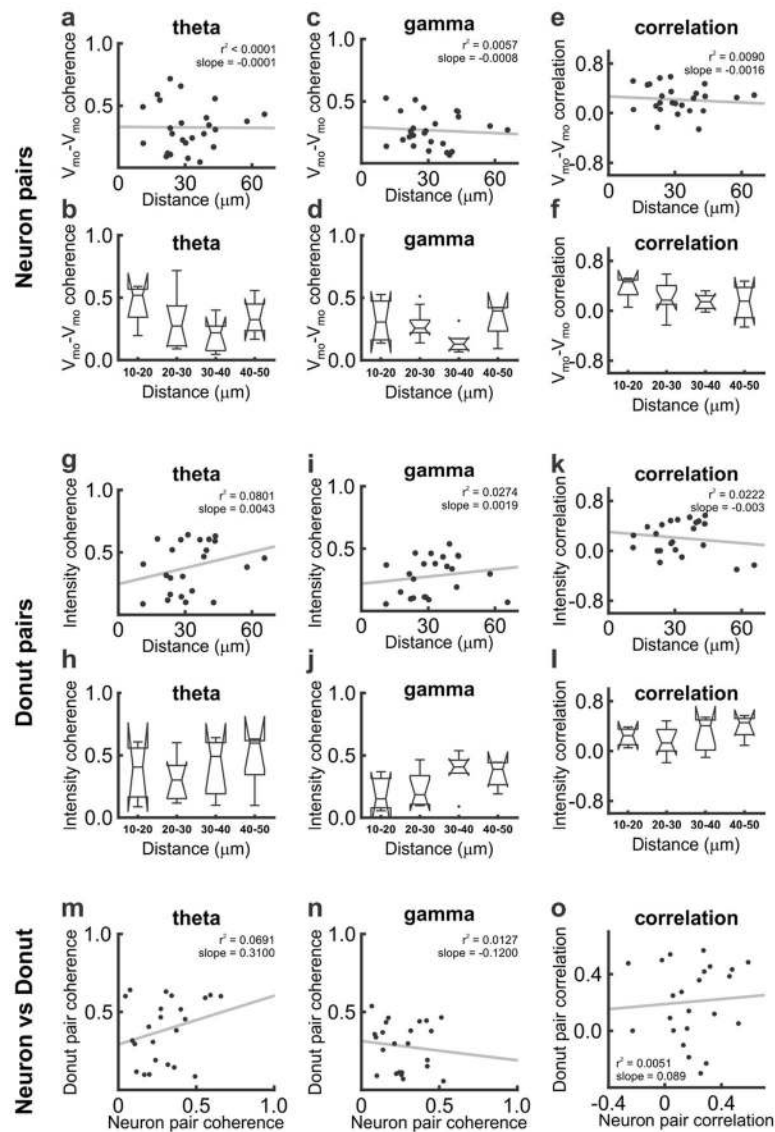 Neuron pairs
a
theta
r² < 0.0001
slope = -0.0001
Vmo-Vmo coherence
1.0
0.5
0
0
30
60
Distance (μm)
c
gamma
r² = 0.0057
slope = -0.0008
Vmo-Vmo coherence
1.0
0.5
0
0
30
60
Distance (μm)
e
correlation
r² = 0.0090
slope = -0.0016
Vmo-Vmo correlation
0.8
0.0
-0.8
0
30
60
Distance (μm)
b
theta
Vmo-Vmo coherence
1.0
0.5
0.0
10-20 20-30 30-40 40-50
Distance (μm)
d
gamma
Vmo-Vmo coherence
1.0
0.5
0.0
10-20 20-30 30-40 40-50
Distance (μm)
f
correlation
Vmo-Vmo correlation
0.8
0.0
-0.8
10-20 20-30 30-40 40-50
Distance (μm)
Donut pairs
g
theta
r² = 0.0801
slope = 0.0043
Intensity coherence
1.0
0.5
0
0
30
60
Distance (μm)
i
gamma
r² = 0.0274
slope = 0.0019
Intensity coherence
1.0
0.5
0
0
30
60
Distance (μm)
k
correlation
r² = 0.0222
slope = -0.003
Intensity correlation
0.8
0.0
-0.8
0
30
60
Distance (μm)
h
theta
Intensity coherence
1.0
0.5
0.0
10-20 20-30 30-40 40-50
Distance (μm)
j
gamma
Intensity coherence
1.0
0.5
0.0
10-20 20-30 30-40 40-50
Distance (μm)
l
correlation
Intensity correlation
0.8
0.0
-0.8
10-20 20-30 30-40 40-50
Distance (μm)
Neuron vs Donut
m
theta
r² = 0.0691
slope = 0.3100
Donut pair coherence
1.0
0.5
0
0
0.5
1.0
Neuron pair coherence
n
gamma
r² = 0.0127
slope = -0.1200
Donut pair coherence
1.0
0.5
0
0
0.5
1.0
Neuron pair coherence
o
correlation
r² = 0.0051
slope = 0.089
Donut pair correlation
0.4
0.0
-0.4
0
0.4
Neuron pair correlation